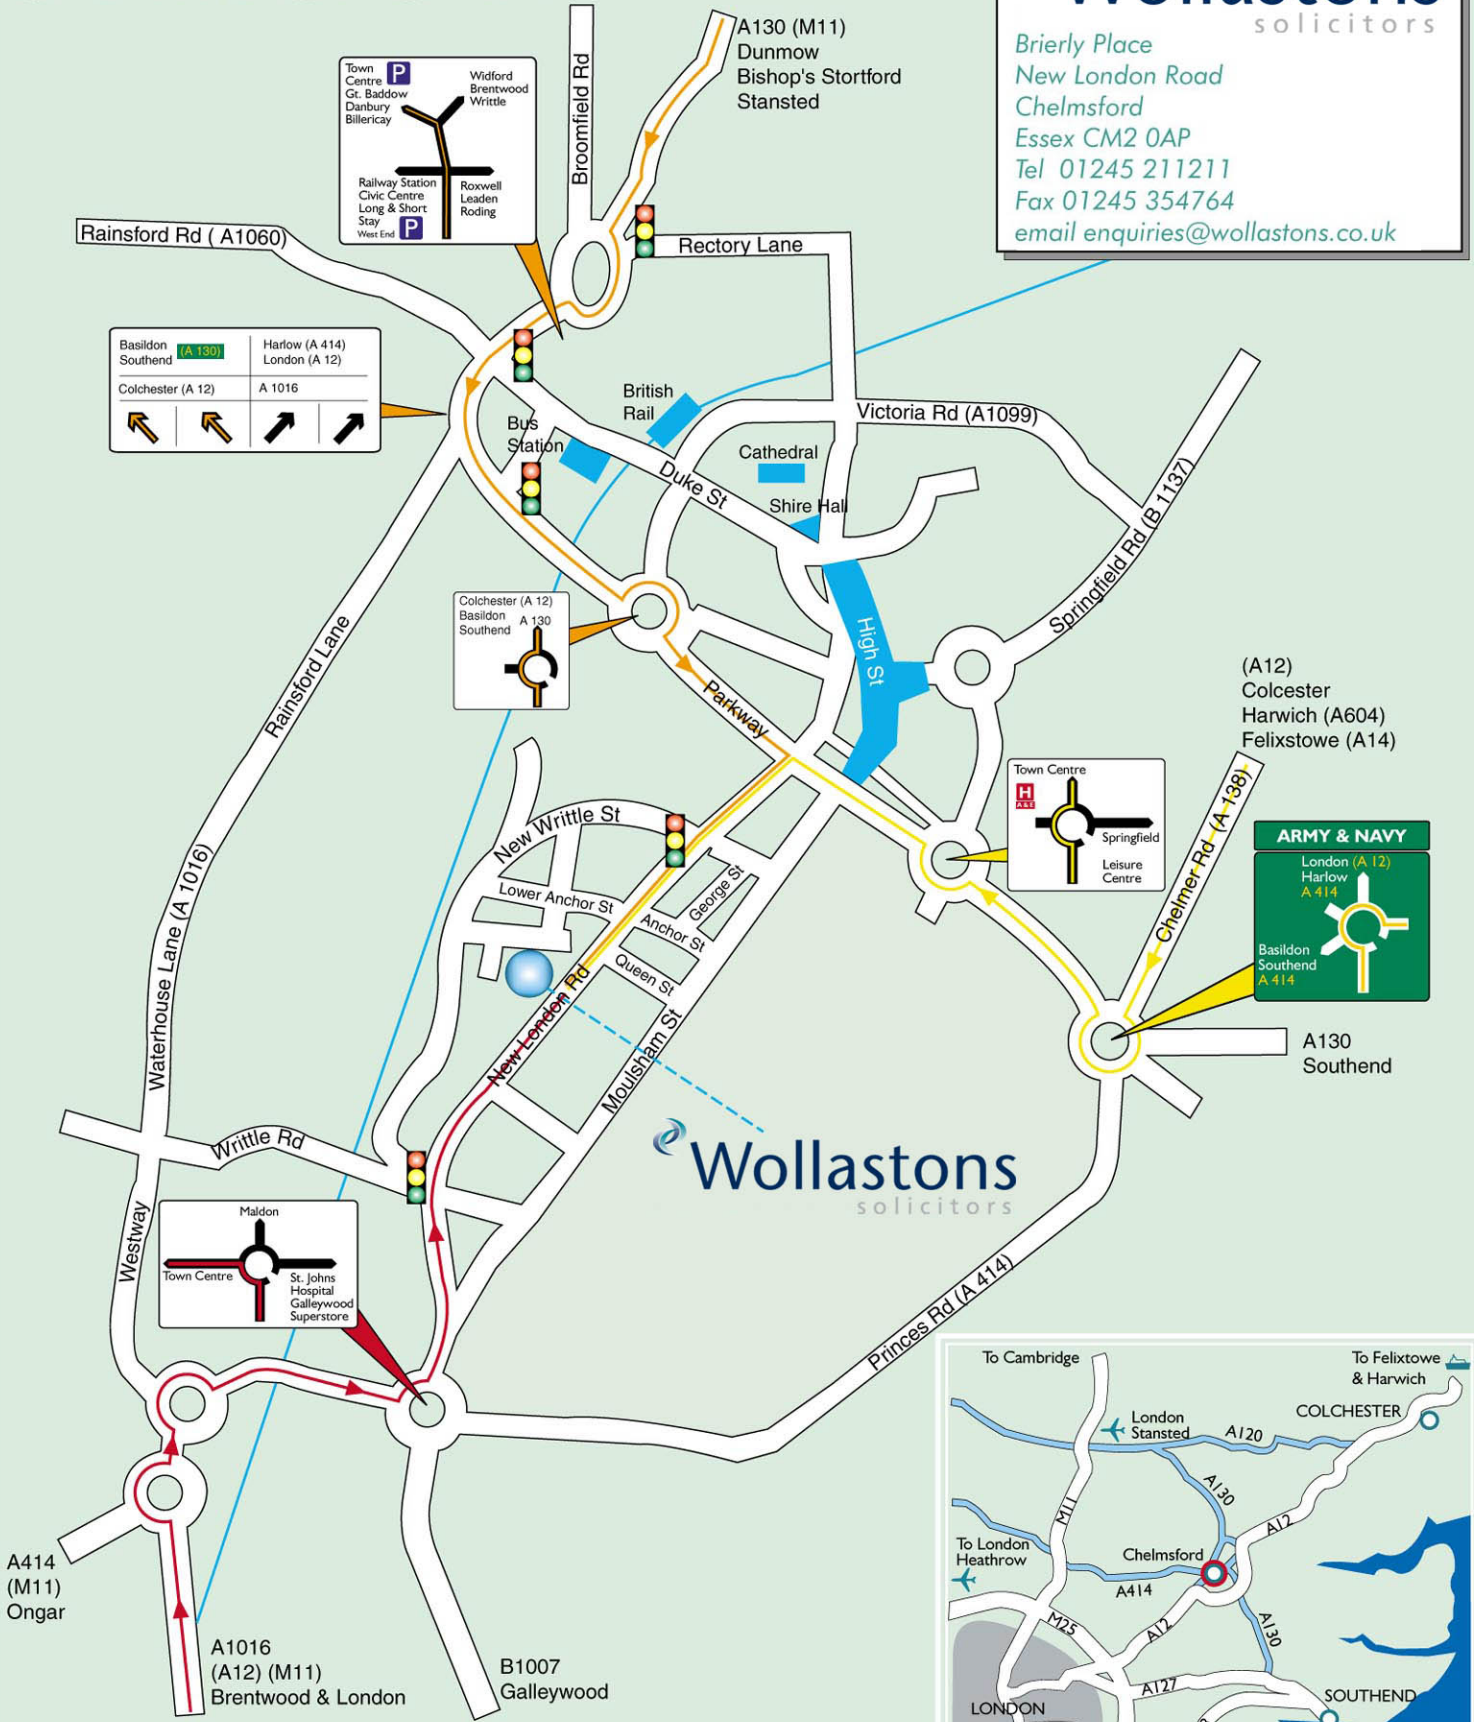 Wollastons
solicitors
Brierly Place
New London Road
Chelmsford
Essex CM2 0AP
Tel 01245 211211
Fax 01245 354764
email enquiries@wollastons.co.uk
A130 (M11)
Dunmow
Bishop's Stortford
Stansted
Broomfield Rd
Town
Centre P
Gt. Baddow
Danbury
Billericay
Widford
Brentwood
Writtle
Railway Station
Civic Centre
Long & Short
Stay
West End P
Roxwell
Leaden
Roding
Rainsford Rd ( A1060)
Rectory Lane
Basildon
Southend (A 130)
Harlow (A 414)
London (A 12)
Colchester (A 12)
A 1016
British
Rail
Bus
Station
Victoria Rd (A1099)
Cathedral
Duke St
Shire Hall
Springfield Rd (B 1137)
Colchester (A 12)
Basildon
Southend
A 130
High St
Rainsford Lane
Parkway
(A12)
Colcester
Harwich (A604)
Felixstowe (A14)
Town Centre
H
A&E
Springfield
Leisure
Centre
Chelmer Rd (A 138)
ARMY & NAVY
London (A 12)
Harlow
A 414
Basildon
Southend
A 414
New Writtle St
Lower Anchor St
George St
Anchor St
Queen St
Waterhouse Lane (A 1016)
New London Rd
Moulsham St
A130
Southend
Writtle Rd
Wollastons
solicitors
Westway
Maldon
Town Centre
St. Johns
Hospital
Galleywood
Superstore
Princes Rd (A 414)
A414
(M11)
Ongar
A1016
(A12) (M11)
Brentwood & London
B1007
Galleywood
To Cambridge
To Felixtowe
& Harwich
London
Stansted
COLCHESTER
A120
A130
M11
A12
To London
Heathrow
Chelmsford
A414
M25
A12
A130
A127
LONDON
SOUTHEND